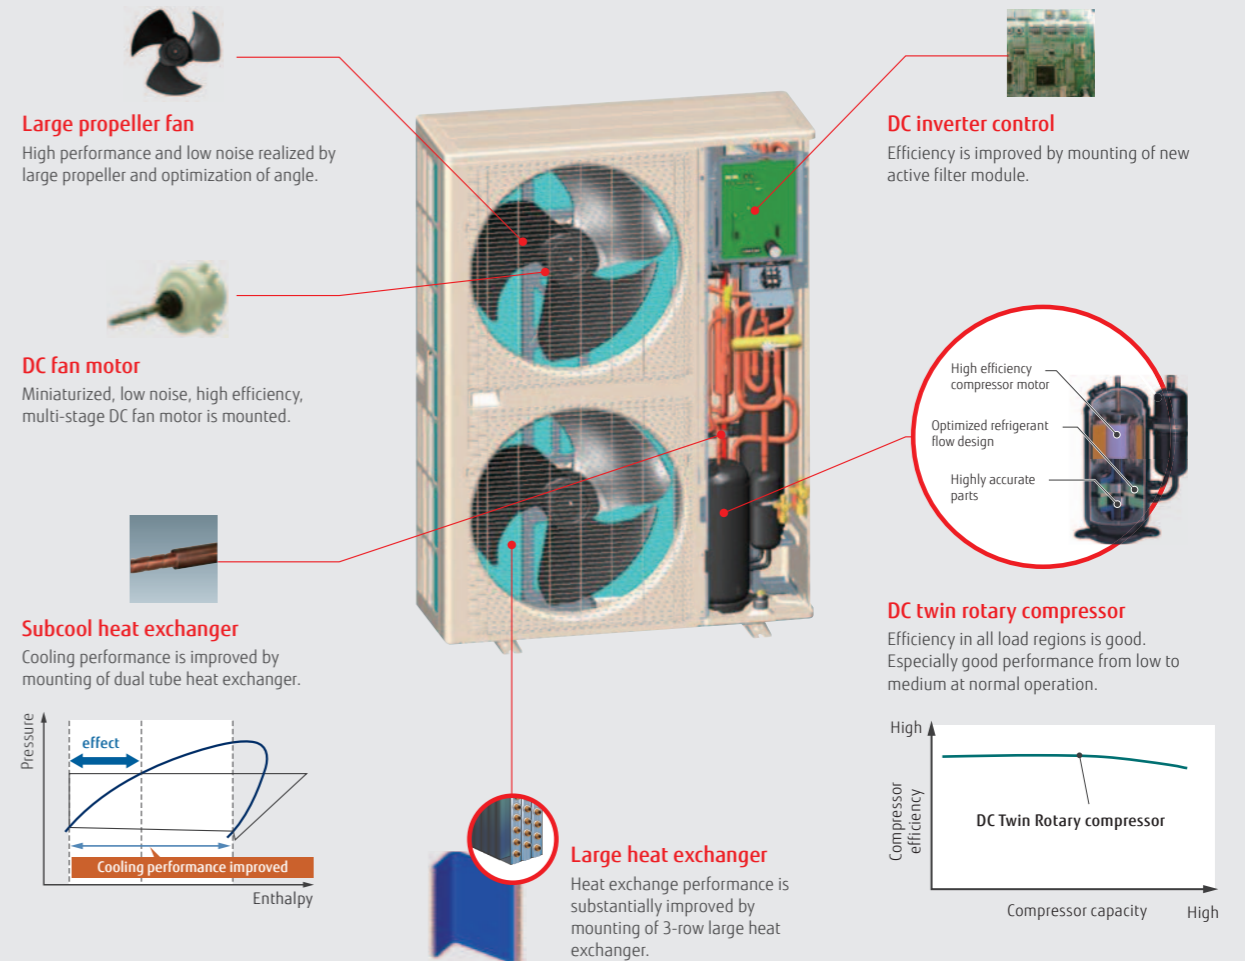 Large propeller fan
High performance and low noise realized by
large propeller and optimization of angle.
DC fan motor
Miniaturized, low noise, high efficiency,
multi-stage DC fan motor is mounted.
Subcool heat exchanger
Cooling performance is improved by
mounting of dual tube heat exchanger.
Pressure
effect
Cooling performance improved
Enthalpy
Large heat exchanger
Heat exchange performance is
substantially improved by
mounting of 3-row large heat
exchanger.
DC inverter control
Efficiency is improved by mounting of new
active filter module.
High efficiency
compressor motor
Optimized refrigerant
flow design
Highly accurate
parts
DC twin rotary compressor
Efficiency in all load regions is good.
Especially good performance from low to
medium at normal operation.
High
Compressor
efficiency
DC Twin Rotary compressor
Compressor capacity
High